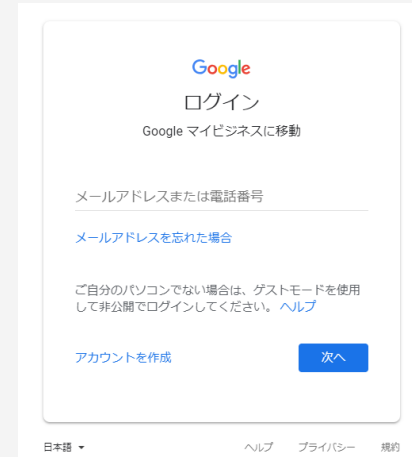 Google
ログイン
Google マイビジネスに移動
メールアドレスまたは電話番号
メールアドレスを忘れた場合
ご自分のパソコンでない場合は、ゲストモードを使用
して非公開でログインしてください。 ヘルプ
アカウントを作成 次へ
日本語 ヘルプ プライバシー 規約